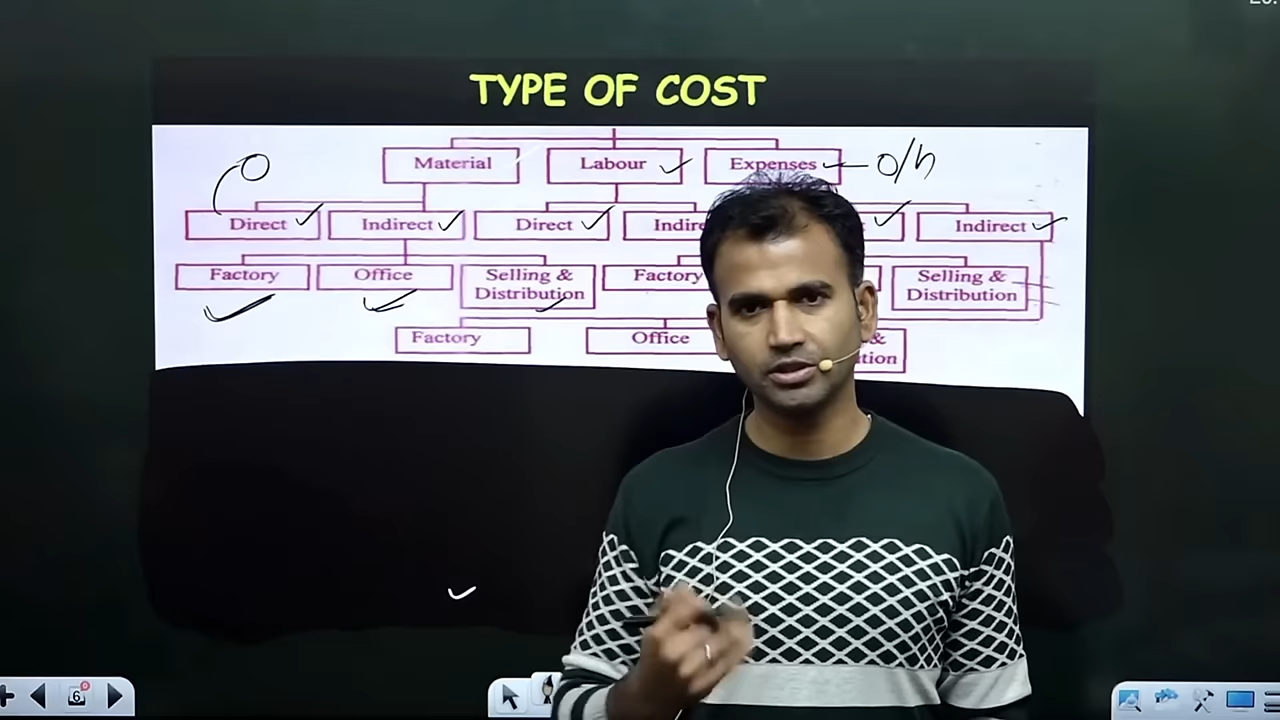 TYPE OF COST
Material Labour Expenses O/h
Direct Indirect Direct Indirect
Factory Office Selling & Distribution Factory Selling & Distribution
Factory Office &
6